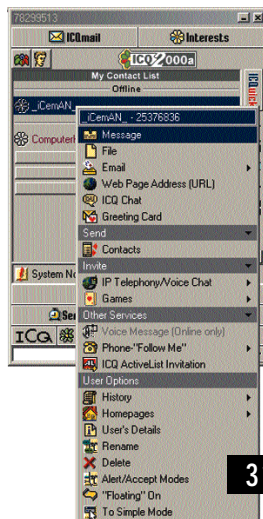 78299513
ICQmail
Interests
ICQ 2000a
My Contact List
Offline
_iCemAN_
_iCemAN_ - 25376836
Message
File
Email
Web Page Address (URL)
ICQ Chat
Greeting Card
Send
Contacts
Invite
IP Telephony/Voice Chat
Games
Other Services
Voice Message (Online only)
Phone-"Follow Me"
ICQ ActiveList Invitation
User Options
History
Homepages
User's Details
Rename
Delete
Alert/Accept Modes
"Floating" On
To Simple Mode
System No
ICQ
3